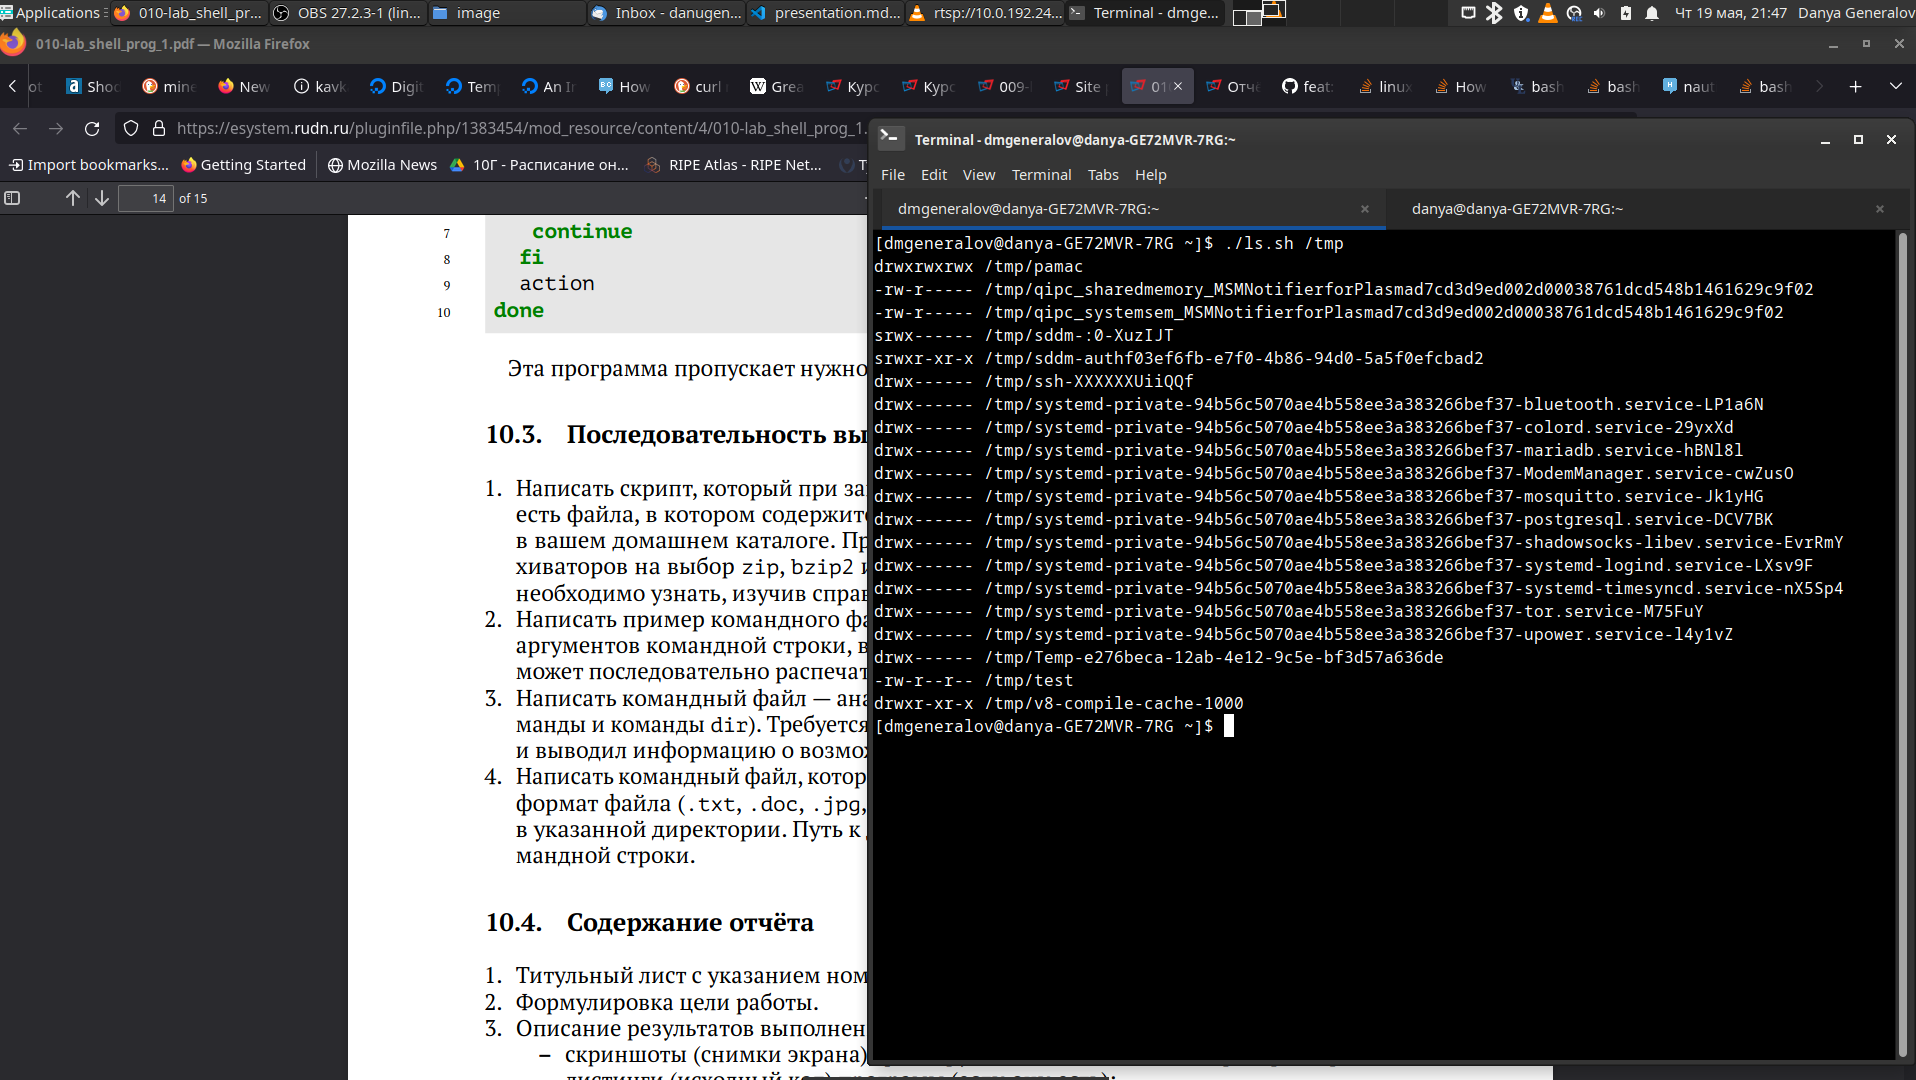 Applications
010-lab_shell_pr...
OBS 27.2.3-1 (lin...
image
Inbox - danugen...
presentation.md...
rtsp://10.0.192.24...
Terminal - dmge...
Чт 19 мая, 21:47
Danya Generalov
010-lab_shell_prog_1.pdf — Mozilla Firefox
Shoc
mine
New
kavk
Digit
Temp
An In
How
curl
Grea
Курс
Курс
009-
Site
01
Отч
feat:
linux
How
bash
bash
naut
bash
https://esystem.rudn.ru/pluginfile.php/1383454/mod_resource/content/4/010-lab_shell_prog_1.
Import bookmarks...
Getting Started
Mozilla News
10Г - Расписание он...
RIPE Atlas - RIPE Net...
14 of 15
7 continue
8 fi
9 action
10 done
Эта программа пропускает нужно
10.3. Последовательность вы
1. Написать скрипт, который при за
есть файла, в котором содержит
в вашем домашнем каталоге. Пр
хиваторов на выбор zip, bzip2 и
необходимо узнать, изучив справ
2. Написать пример командного фа
аргументов командной строки, в
может последовательно распечат
3. Написать командный файл — ана
манды и команды dir). Требуется
и выводил информацию о возмо
4. Написать командный файл, котор
формат файла (.txt, .doc, .jpg,
в указанной директории. Путь к
мандной строки.
10.4. Содержание отчёта
1. Титульный лист с указанием ном
2. Формулировка цели работы.
3. Описание результатов выполнен
– скриншоты (снимки экрана)
Terminal - dmgeneralov@danya-GE72MVR-7RG:~
File Edit View Terminal Tabs Help
dmgeneralov@danya-GE72MVR-7RG:~
danya@danya-GE72MVR-7RG:~
[dmgeneralov@danya-GE72MVR-7RG ~]$ ./ls.sh /tmp
drwxrwxrwx /tmp/pamac
-rw-r----- /tmp/qipc_sharedmemory_MSMNotifierforPlasmad7cd3d9ed002d00038761dcd548b1461629c9f02
-rw-r----- /tmp/qipc_systemsem_MSMNotifierforPlasmad7cd3d9ed002d00038761dcd548b1461629c9f02
srwx------ /tmp/sddm-:0-XuzIJT
srwxr-xr-x /tmp/sddm-authf03ef6fb-e7f0-4b86-94d0-5a5f0efcbad2
drwx------ /tmp/ssh-XXXXXXUiiQQf
drwx------ /tmp/systemd-private-94b56c5070ae4b558ee3a383266bef37-bluetooth.service-LP1a6N
drwx------ /tmp/systemd-private-94b56c5070ae4b558ee3a383266bef37-colord.service-29yxXd
drwx------ /tmp/systemd-private-94b56c5070ae4b558ee3a383266bef37-mariadb.service-hBNl8l
drwx------ /tmp/systemd-private-94b56c5070ae4b558ee3a383266bef37-ModemManager.service-cwZusO
drwx------ /tmp/systemd-private-94b56c5070ae4b558ee3a383266bef37-mosquitto.service-Jk1yHG
drwx------ /tmp/systemd-private-94b56c5070ae4b558ee3a383266bef37-postgresql.service-DCV7BK
drwx------ /tmp/systemd-private-94b56c5070ae4b558ee3a383266bef37-shadowsocks-libev.service-EvrRmY
drwx------ /tmp/systemd-private-94b56c5070ae4b558ee3a383266bef37-systemd-logind.service-LXsv9F
drwx------ /tmp/systemd-private-94b56c5070ae4b558ee3a383266bef37-systemd-timesyncd.service-nX5Sp4
drwx------ /tmp/systemd-private-94b56c5070ae4b558ee3a383266bef37-tor.service-M75FuY
drwx------ /tmp/systemd-private-94b56c5070ae4b558ee3a383266bef37-upower.service-l4y1vZ
drwx------ /tmp/Temp-e276beca-12ab-4e12-9c5e-bf3d57a636de
-rw-r--r-- /tmp/test
drwxr-xr-x /tmp/v8-compile-cache-1000
[dmgeneralov@danya-GE72MVR-7RG ~]$